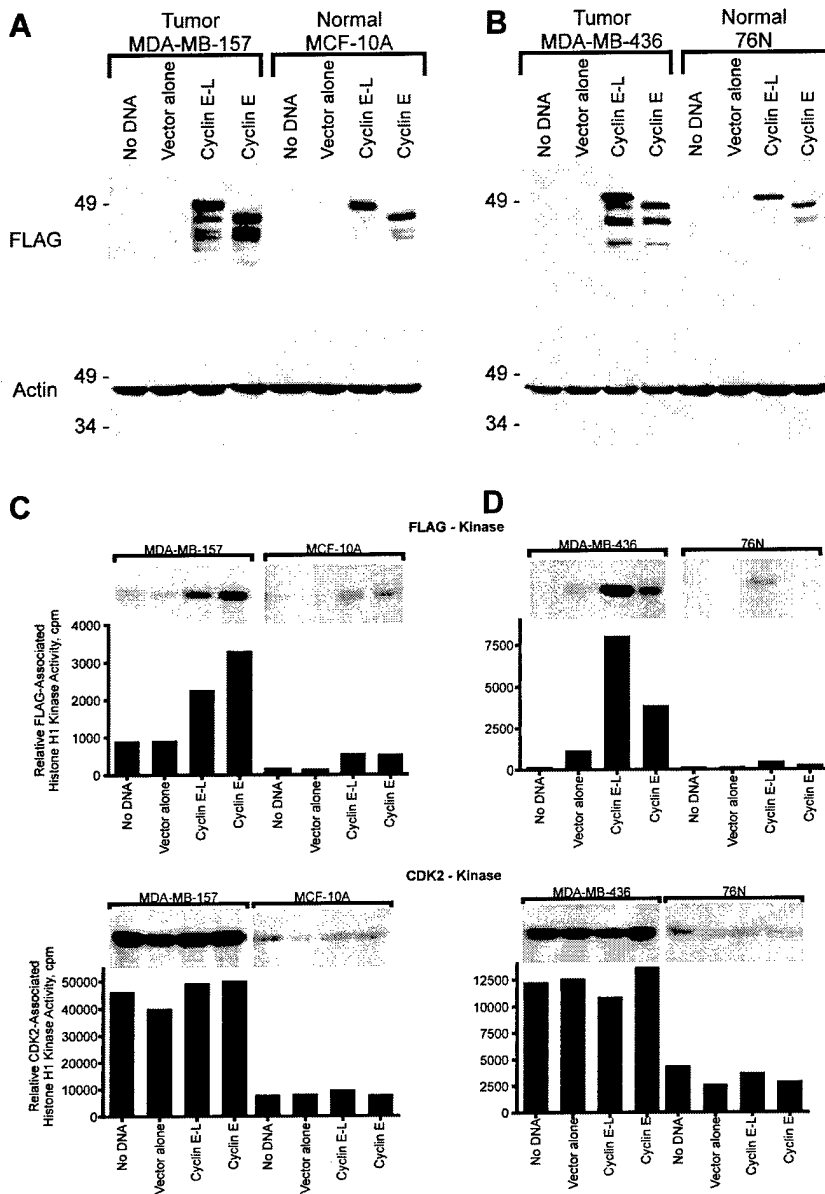 A
Tumor
MDA-MB-157
Normal
MCF-10A
No DNA
Vector alone
Cyclin E-L
Cyclin E
No DNA
Vector alone
Cyclin E-L
Cyclin E
49 -
FLAG
49 -
Actin
34 -
B
Tumor
MDA-MB-436
Normal
76N
No DNA
Vector alone
Cyclin E-L
Cyclin E
No DNA
Vector alone
Cyclin E-L
Cyclin E
49 -
49 -
34 -
C
D
FLAG - Kinase
MDA-MB-157
MCF-10A
Relative FLAG-Associated
Histone H1 Kinase Activity, cpm
4000
3000
2000
1000
0
No DNA
Vector alone
Cyclin E-L
Cyclin E
No DNA
Vector alone
Cyclin E-L
Cyclin E
MDA-MB-436
76N
7500
5000
2500
0
No DNA
Vector alone
Cyclin E-L
Cyclin E
No DNA
Vector alone
Cyclin E-L
Cyclin E
CDK2 - Kinase
MDA-MB-157
MCF-10A
Relative CDK2-Associated
Histone H1 Kinase Activity, cpm
50000
40000
30000
20000
10000
0
No DNA
Vector alone
Cyclin E-L
Cyclin E
No DNA
Vector alone
Cyclin E-L
Cyclin E
MDA-MB-436
76N
12500
10000
7500
5000
2500
0
No DNA
Vector alone
Cyclin E-L
Cyclin E
No DNA
Vector alone
Cyclin E-L
Cyclin E